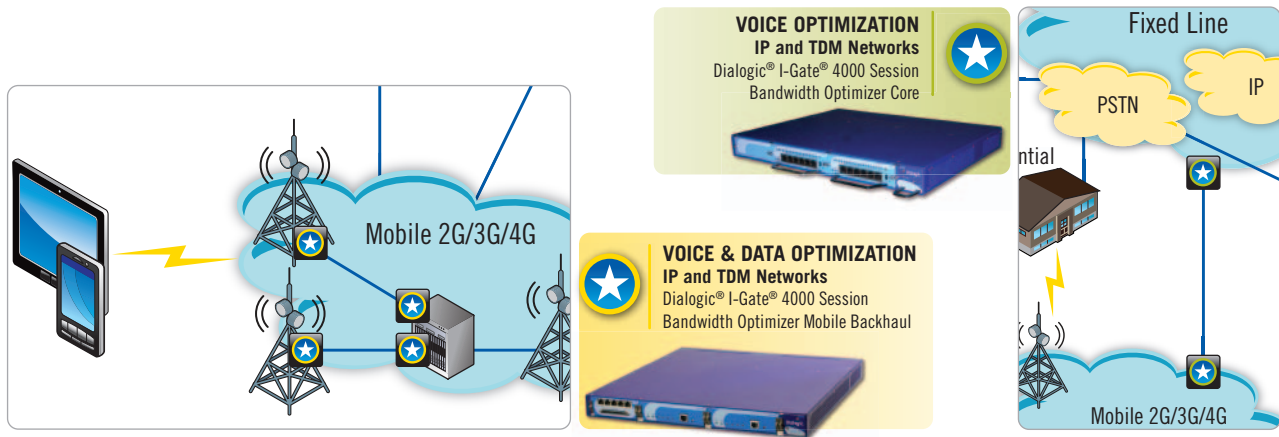 Mobile 2G/3G/4G
VOICE OPTIMIZATION
IP and TDM Networks
Dialogic® I-Gate® 4000 Session
Bandwidth Optimizer Core
VOICE & DATA OPTIMIZATION
IP and TDM Networks
Dialogic® I-Gate® 4000 Session
Bandwidth Optimizer Mobile Backhaul
Fixed Line
PSTN
IP
ntial
Mobile 2G/3G/4G